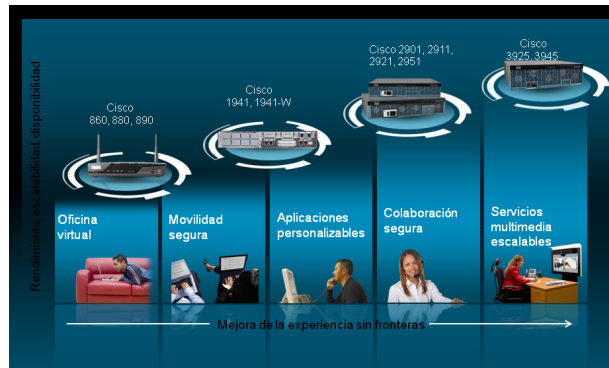 Rendimiento, escalabilidad, disponibilidad
Cisco
860, 880, 890
Cisco
1941, 1941-W
Cisco 2901, 2911,
2921, 2951
Cisco
3925, 3945
Oficina
virtual
Movilidad
segura
Aplicaciones
personalizables
Colaboración
segura
Servicios
multimedia
escalables
Mejora de la experiencia sin fronteras